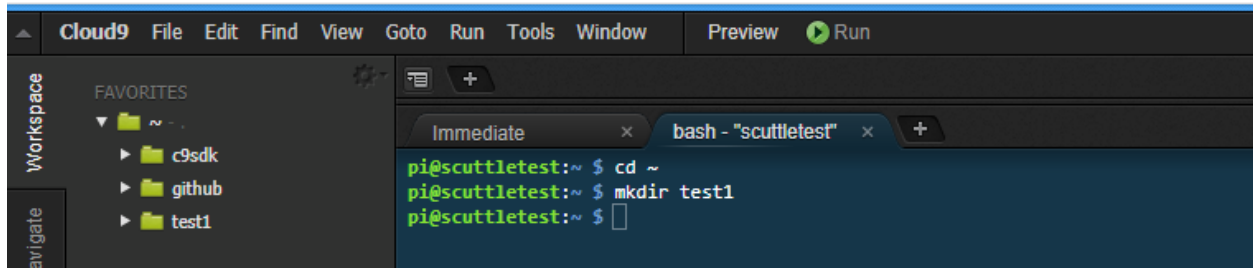 Cloud9 File Edit Find View Goto Run Tools Window Preview Run
Workspace
avigate
FAVORITES
~ - .
c9sdk
github
test1
Immediate
bash - "scuttletest"
pi@scuttletest:~ $ cd ~
pi@scuttletest:~ $ mkdir test1
pi@scuttletest:~ $